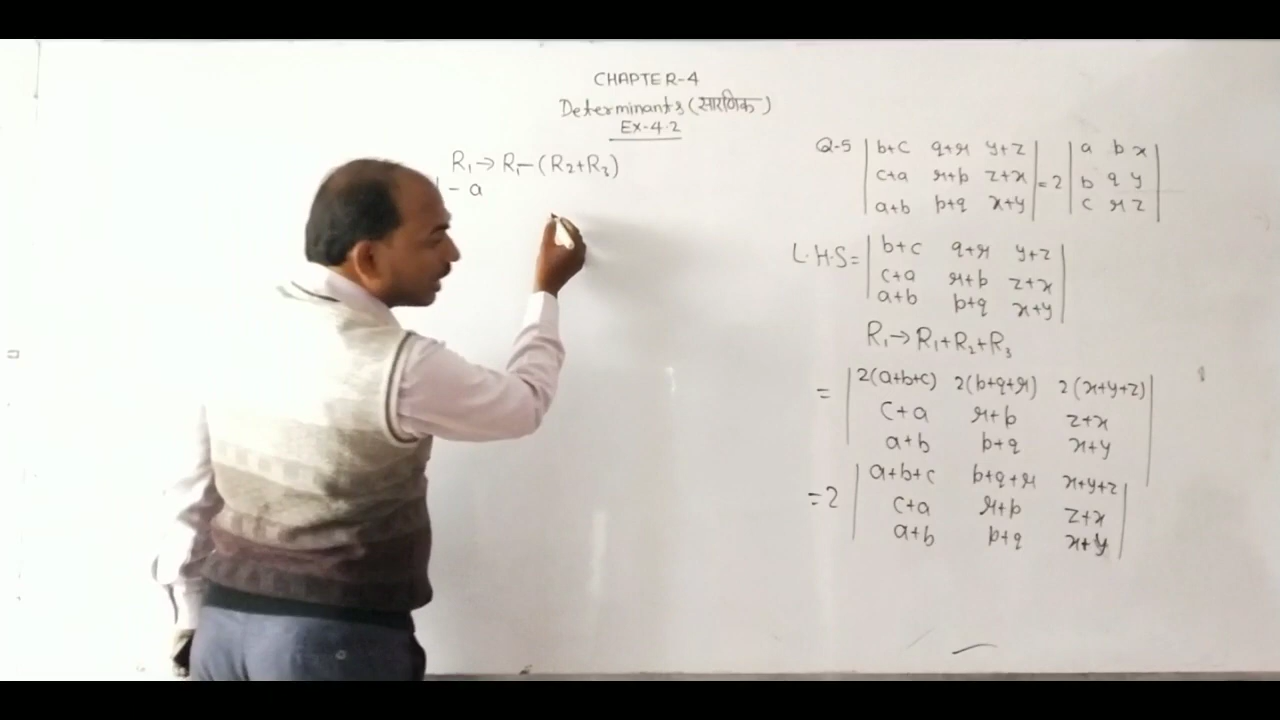 CHAPTER-4
Determinants (सारणिक)
Ex-4.2
R₁→R₁-(R₂+R₃)
- a
Q-5 | b+c q+r y+z | = 2 | a b x |
| c+a r+p z+x | | b q y |
| a+b p+q x+y | | c r z |
L.H.S = | b+c q+r y+z |
| c+a r+p z+x |
| a+b p+q x+y |
R₁→R₁+R₂+R₃
= | 2(a+b+c) 2(p+q+r) 2(x+y+z) |
| c+a r+p z+x |
| a+b p+q x+y |
=2 | a+b+c p+q+r x+y+z |
| c+a r+p z+x |
| a+b p+q x+y |